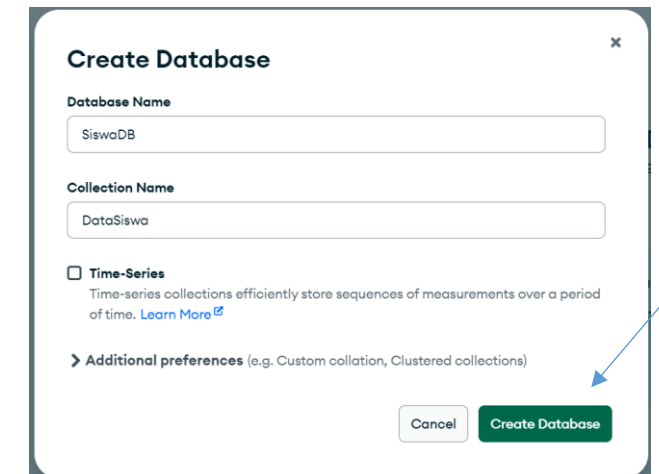 Create Database
Database Name
SiswaDB
Collection Name
DataSiswa
Time-Series
Time-series collections efficiently store sequences of measurements over a period
of time. Learn More
Additional preferences (e.g. Custom collation, Clustered collections)
Cancel
Create Database